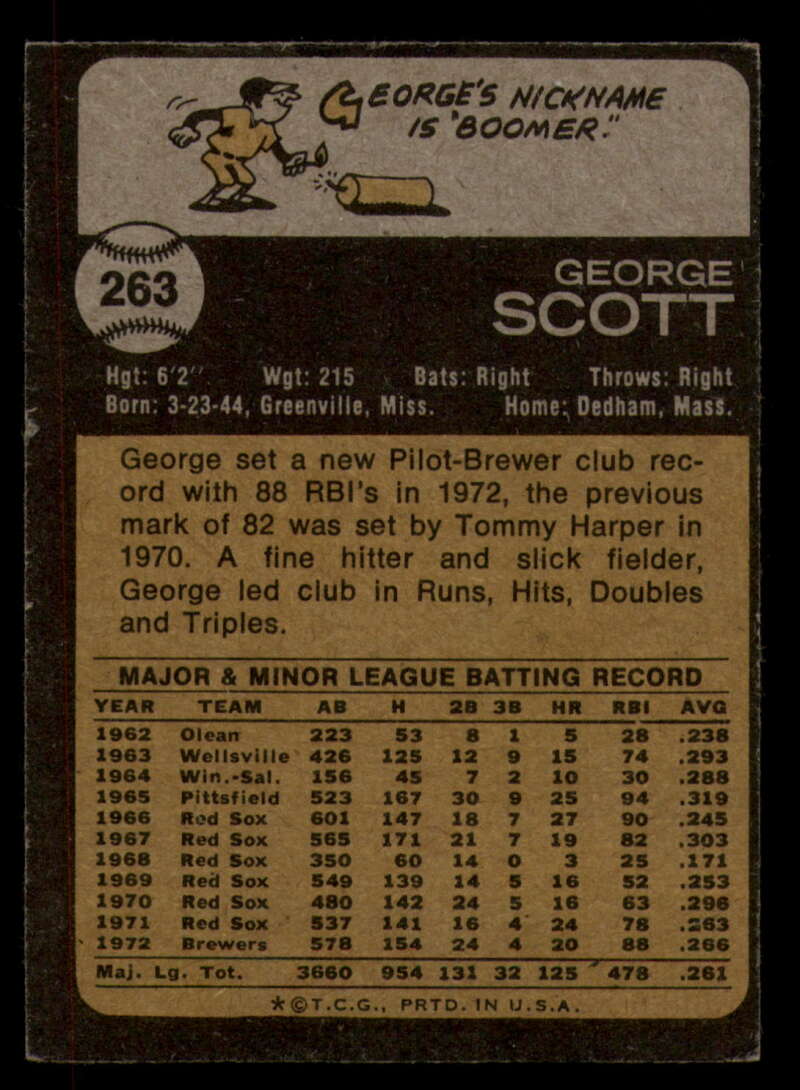 GEORGE'S NICKNAME
IS "BOOMER."
263
GEORGE
SCOTT
Hgt: 6'2" Wgt: 215 Bats: Right Throws: Right
Born: 3-23-44, Greenville, Miss. Home: Dedham, Mass.
George set a new Pilot-Brewer club rec-
ord with 88 RBI's in 1972, the previous
mark of 82 was set by Tommy Harper in
1970. A fine hitter and slick fielder,
George led club in Runs, Hits, Doubles
and Triples.
MAJOR & MINOR LEAGUE BATTING RECORD
YEAR TEAM AB H 2B 3B HR RBI AVG
1962 Olean 223 53 8 1 5 28 .238
1963 Wellsville 426 125 12 9 15 74 .293
1964 Win.-Sal. 156 45 7 2 10 30 .288
1965 Pittsfield 523 167 30 9 25 94 .319
1966 Red Sox 601 147 18 7 27 90 .245
1967 Red Sox 565 171 21 7 19 82 .303
1968 Red Sox 350 60 14 0 3 25 .171
1969 Red Sox 549 139 14 5 16 52 .253
1970 Red Sox 480 142 24 5 16 63 .296
1971 Red Sox 537 141 16 4 24 78 .263
1972 Brewers 578 154 24 4 20 88 .266
Maj. Lg. Tot. 3660 954 131 32 125 478 .261
*©T.C.G., PRTD. IN U.S.A.